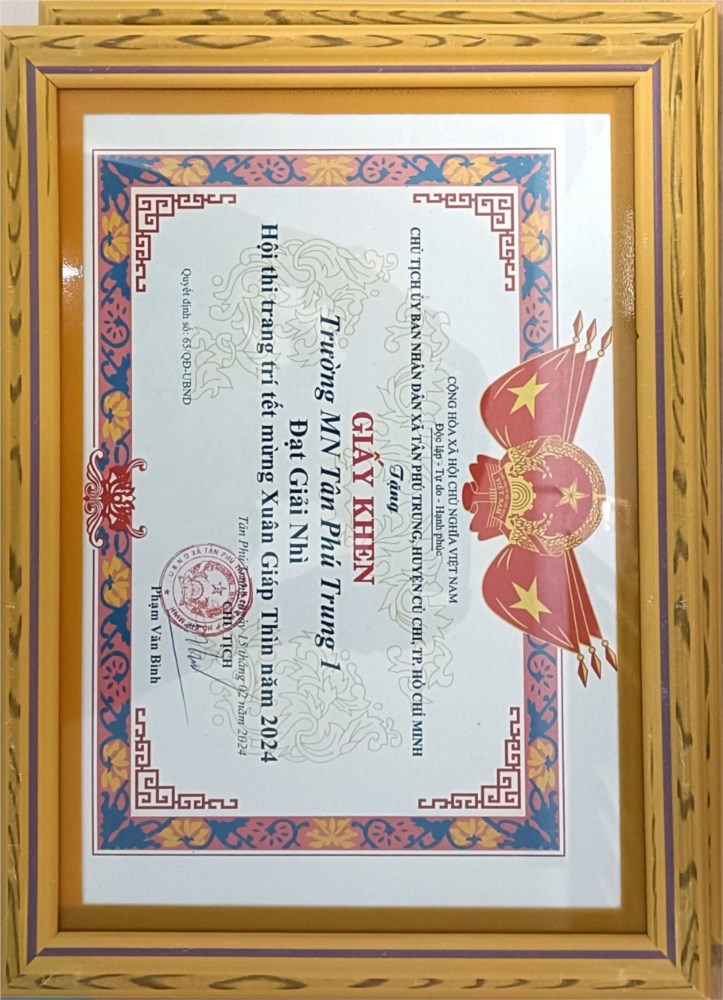 CỘNG HÒA XÃ HỘI CHỦ NGHĨA VIỆT NAM
Độc lập - Tự do - Hạnh phúc
CHỦ TỊCH ỦY BAN NHÂN DÂN XÃ TÂN PHÚ TRUNG, HUYỆN CỦ CHI, TP. HỒ CHÍ MINH
Tặng
GIẤY KHEN
Trường MN Tân Phú Trung 1
Đạt Giải Nhì
Hội thi trang trí tết mừng Xuân Giáp Thìn năm 2024
Tân Phú Trung, ngày 15 tháng 02 năm 2024
Quyết định số: 65/QĐ-UBND
CHỦ TỊCH
Phạm Văn Bình
VIỆT NAM